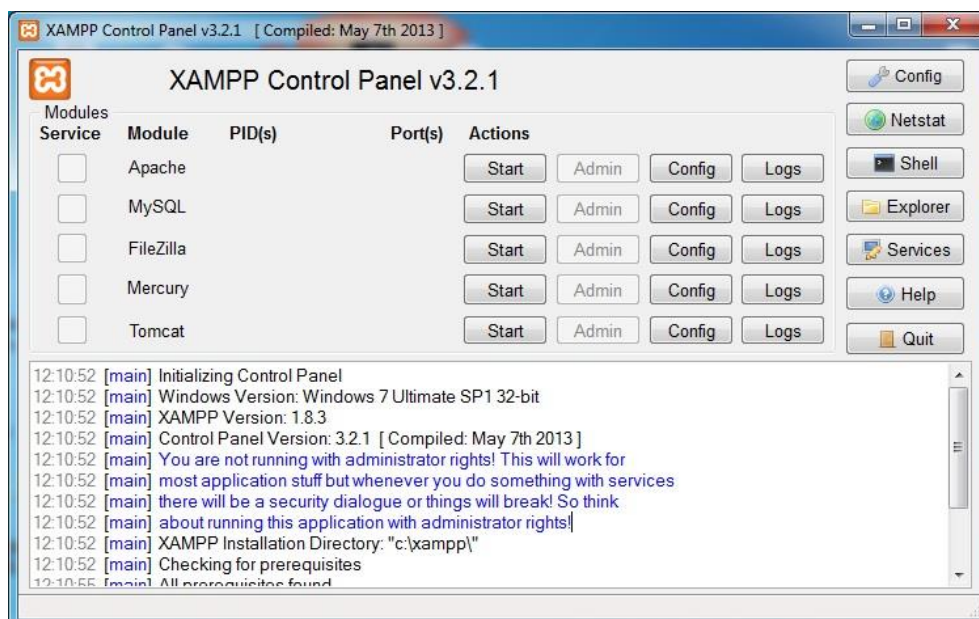 XAMPP Control Panel v3.2.1 [ Compiled: May 7th 2013 ]
XAMPP Control Panel v3.2.1
Config
Modules
Service Module PID(s) Port(s) Actions
Netstat
Apache Start Admin Config Logs
Shell
MySQL Start Admin Config Logs
Explorer
FileZilla Start Admin Config Logs
Services
Mercury Start Admin Config Logs
Help
Tomcat Start Admin Config Logs
Quit
12:10:52 [main] Initializing Control Panel
12:10:52 [main] Windows Version: Windows 7 Ultimate SP1 32-bit
12:10:52 [main] XAMPP Version: 1.8.3
12:10:52 [main] Control Panel Version: 3.2.1 [ Compiled: May 7th 2013 ]
12:10:52 [main] You are not running with administrator rights! This will work for
12:10:52 [main] most application stuff but whenever you do something with services
12:10:52 [main] there will be a security dialogue or things will break! So think
12:10:52 [main] about running this application with administrator rights!
12:10:52 [main] XAMPP Installation Directory: "c:\xampp\"
12:10:52 [main] Checking for prerequisites
12:10:55 [main] All prerequisites found